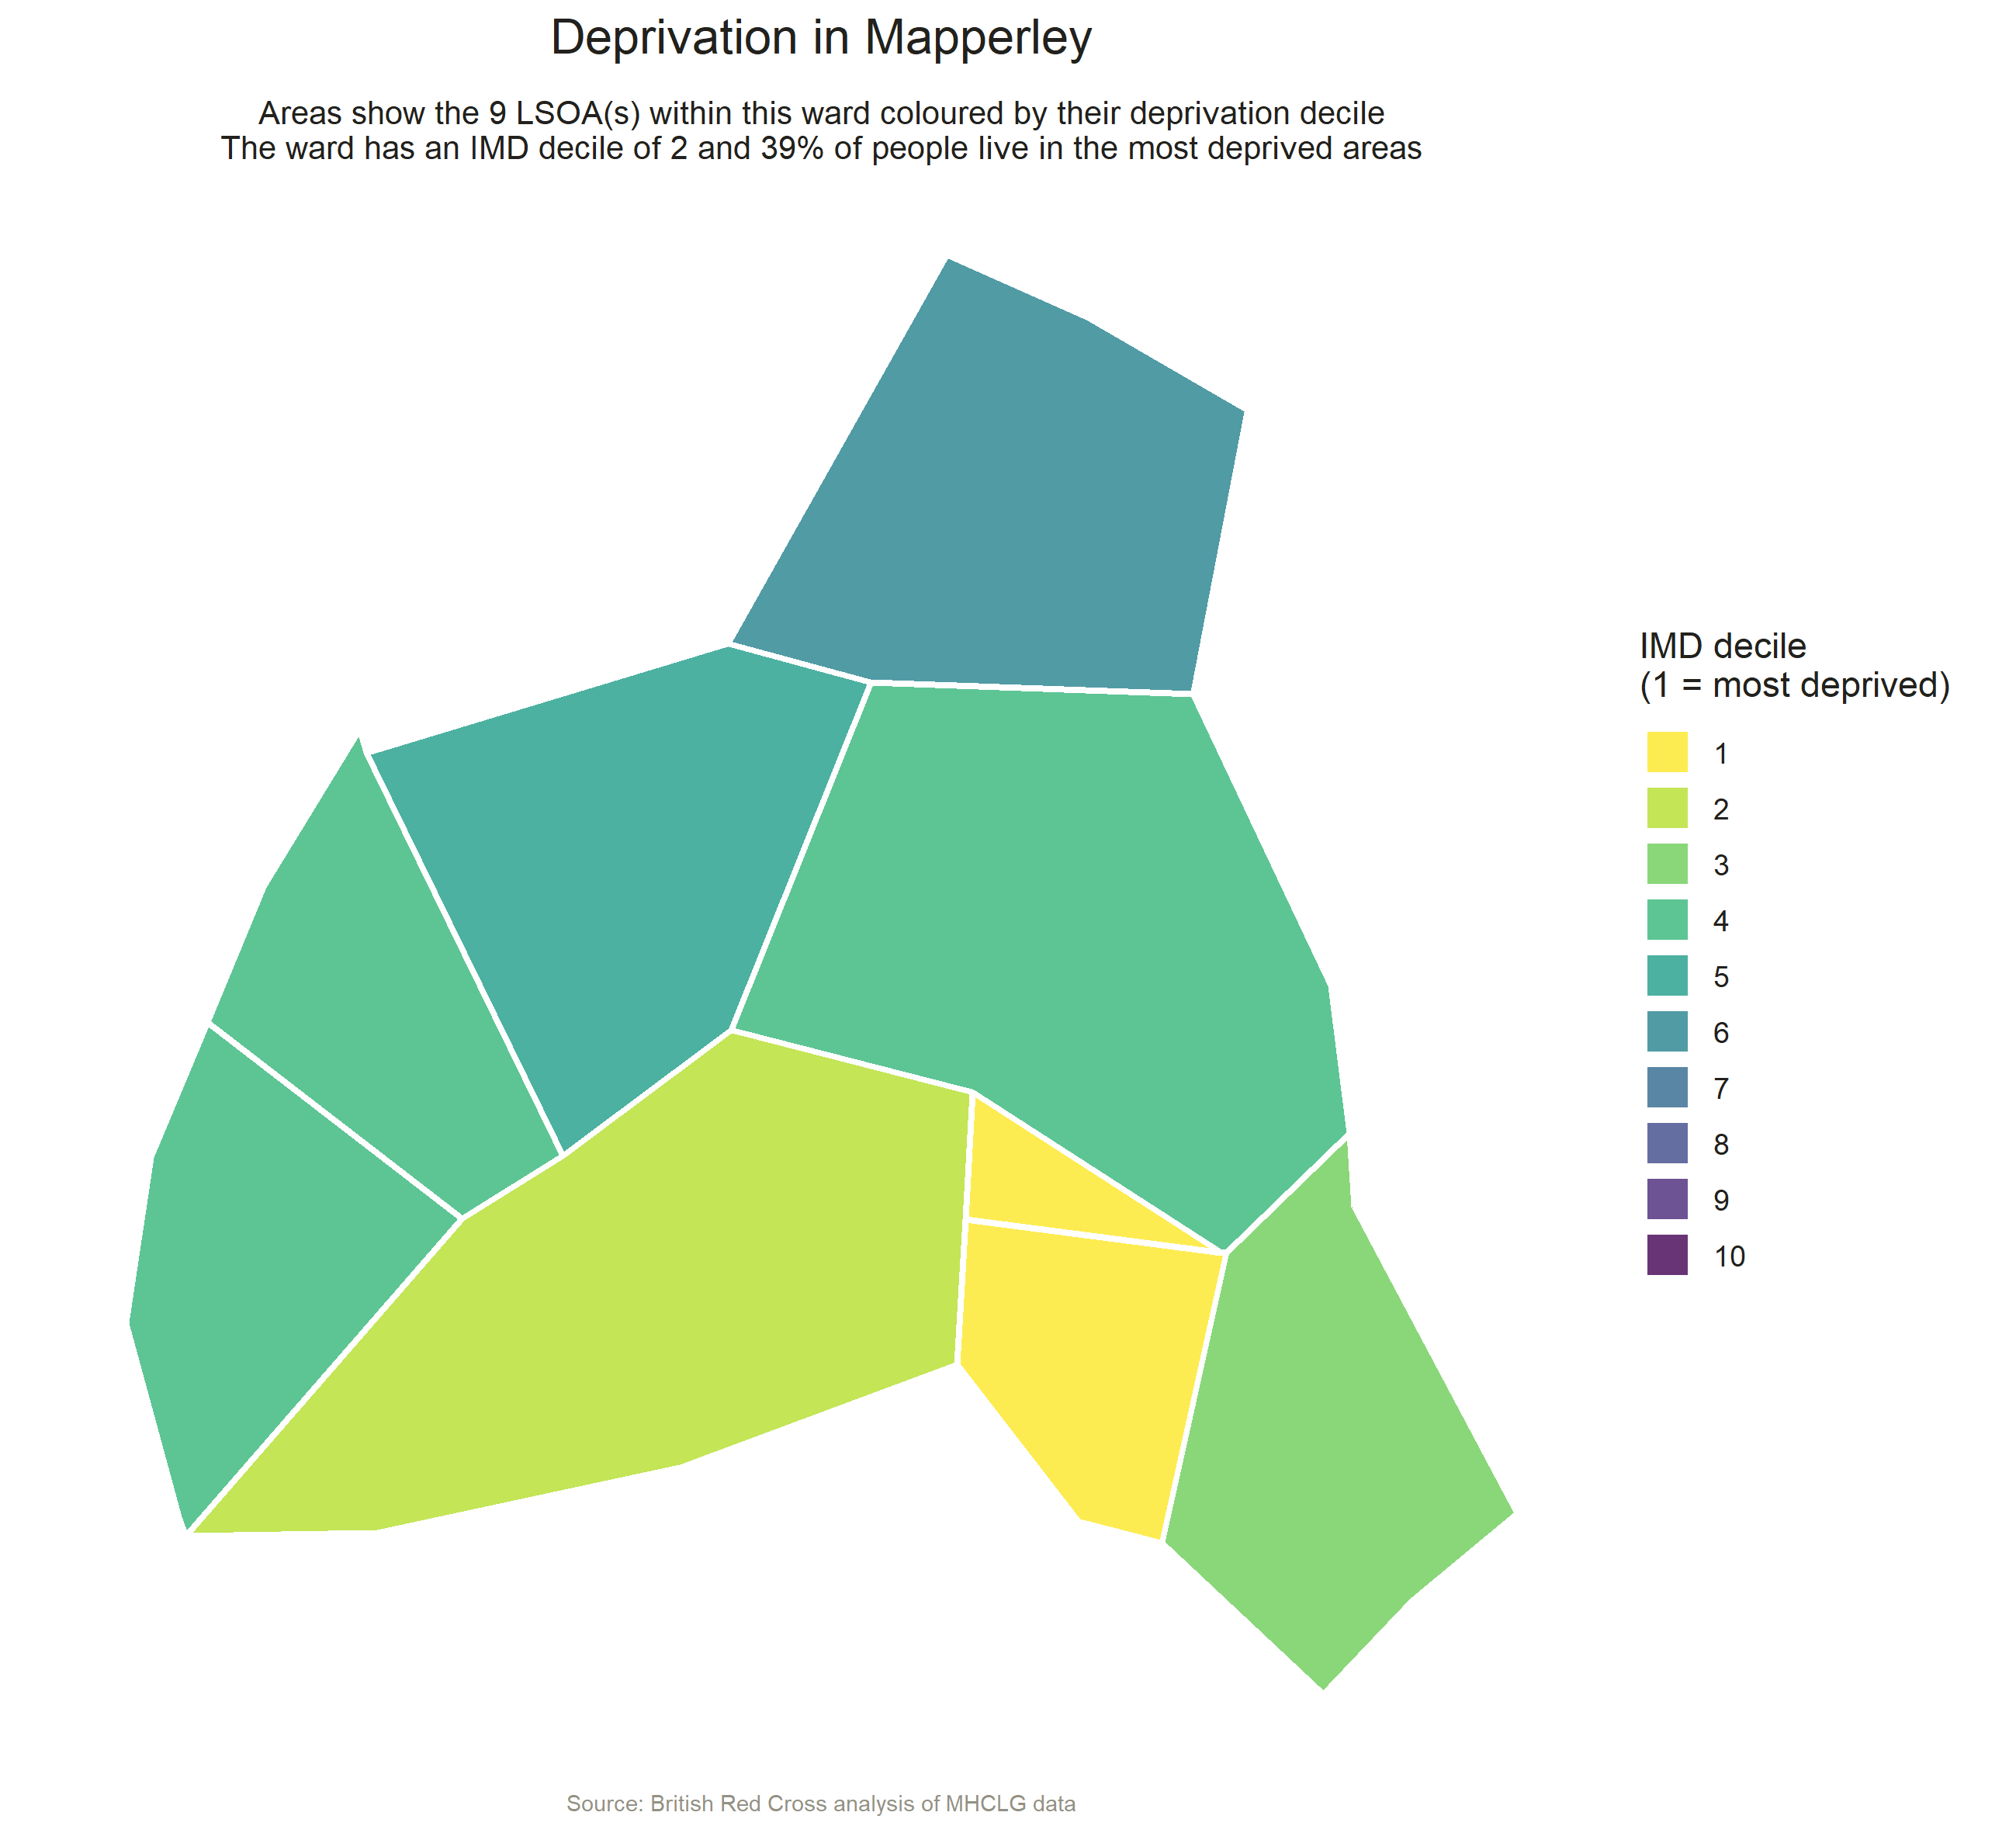 Deprivation in Mapperley
Areas show the 9 LSOA(s) within this ward coloured by their deprivation decile
The ward has an IMD decile of 2 and 39% of people live in the most deprived areas
IMD decile
(1 = most deprived)
1
2
3
4
5
6
7
8
9
10
Source: British Red Cross analysis of MHCLG data